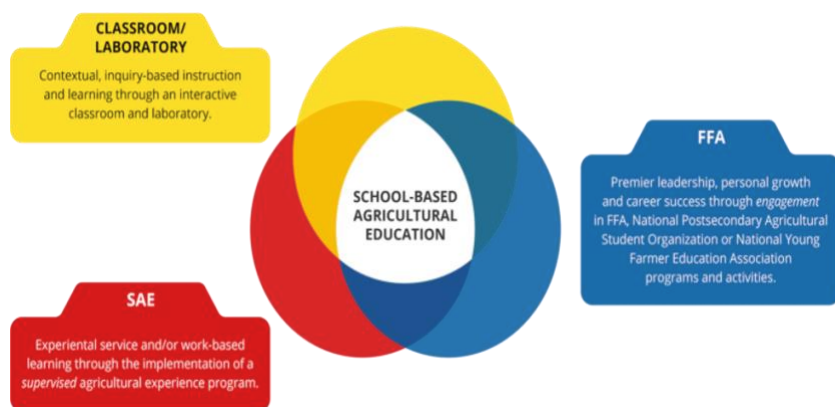 CLASSROOM/
LABORATORY
Contextual, inquiry-based instruction
and learning through an interactive
classroom and laboratory.
SCHOOL-BASED
AGRICULTURAL
EDUCATION
FFA
Premier leadership, personal growth
and career success through engagement
in FFA, National Postsecondary Agricultural
Student Organization or National Young
Farmer Education Association
programs and activities.
SAE
Experiential service and/or work-based
learning through the implementation of a
supervised agricultural experience program.